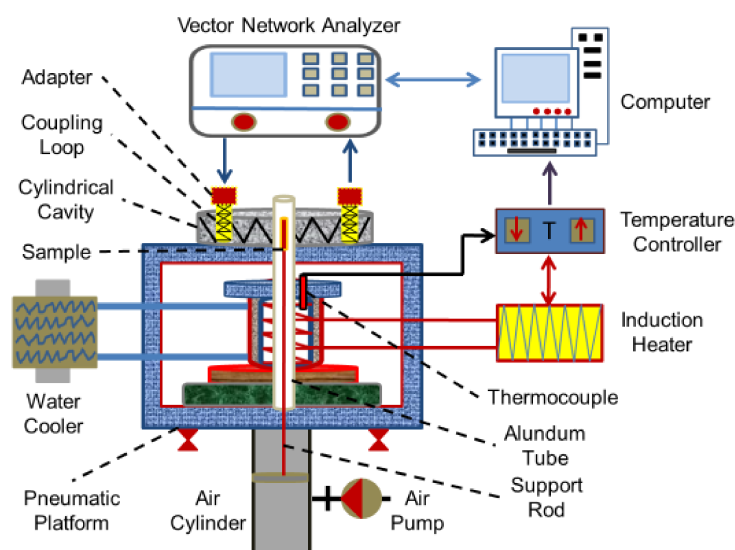 Vector Network Analyzer
Adapter
Coupling
Loop
Cylindrical
Cavity
Sample
Computer
T
Temperature
Controller
Induction
Heater
Water
Cooler
Thermocouple
Alundum
Tube
Pneumatic
Platform
Air
Cylinder
Air
Pump
Support
Rod